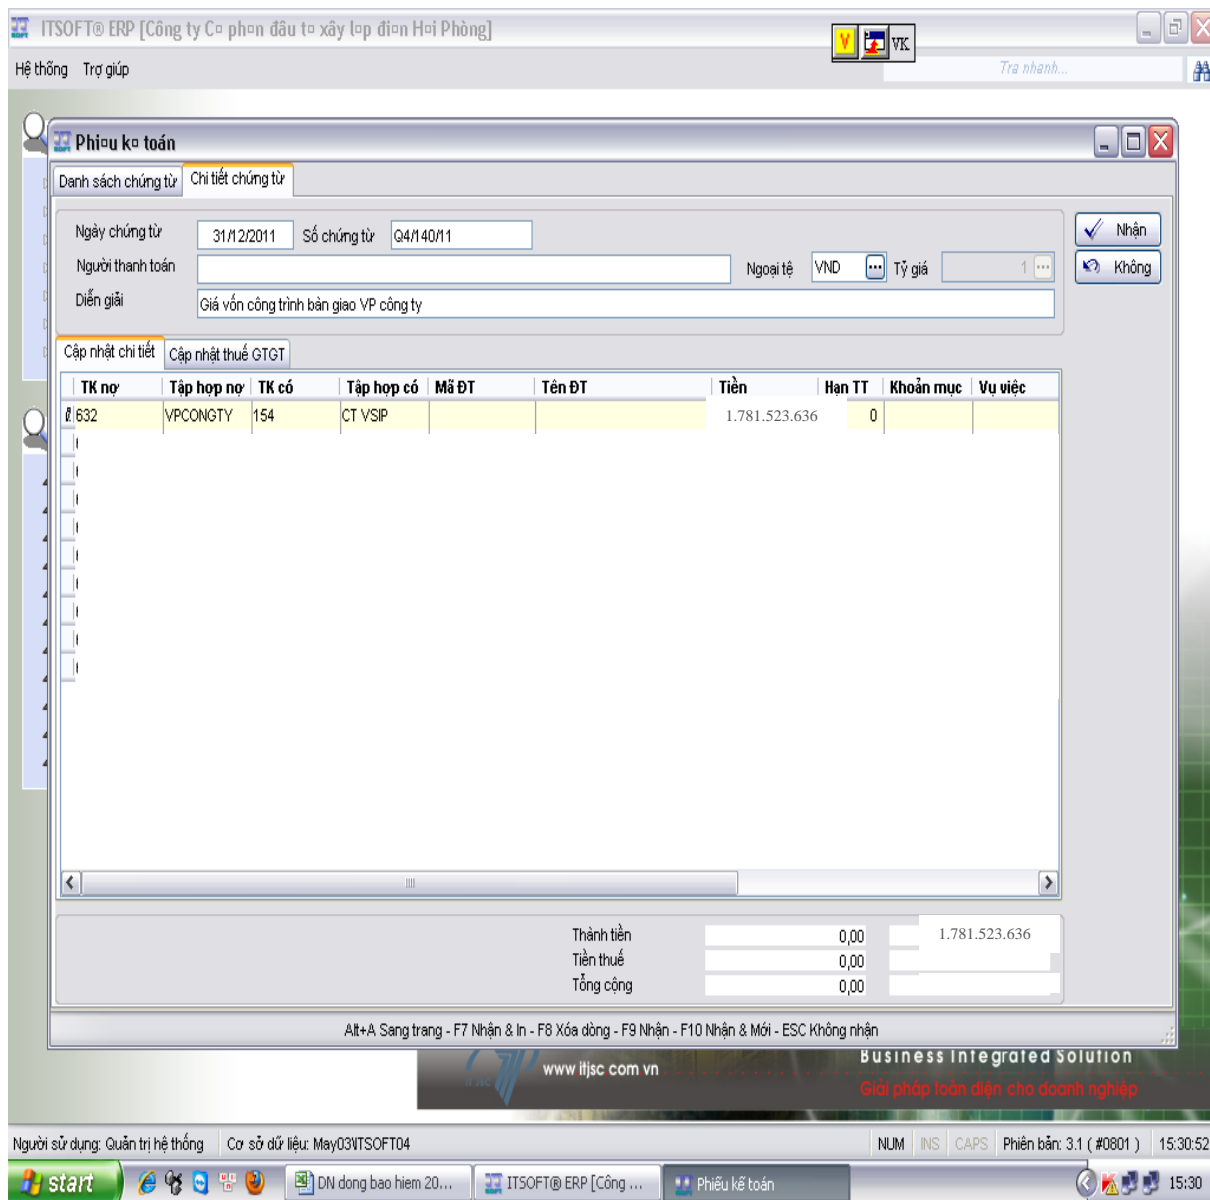 ITSOFT® ERP [Công ty C¤ ph¤n đầu t¤ xây l¤p đi¤n H¤i Phòng]
V VK
Hệ thống Trợ giúp Tra nhanh...
Phi¤u k¤ toán
Danh sách chứng từ Chi tiết chứng từ
Ngày chứng từ 31/12/2011 Số chứng từ Q4/140/11 Nhận
Người thanh toán Ngoại tệ VND ... Tỷ giá 1 ... Không
Diễn giải Giá vốn công trình bàn giao VP công ty
Cập nhật chi tiết Cập nhật thuế GTGT
TK nợ Tập hợp nợ TK có Tập hợp có Mã ĐT Tên ĐT Tiền Hạn TT Khoản mục Vụ việc
632 VPCONGTY 154 CT VSIP 1.781.523.636 0
Thành tiền 0,00 1.781.523.636
Tiền thuế 0,00
Tổng cộng 0,00
Alt+A Sang trang - F7 Nhận & In - F8 Xóa dòng - F9 Nhận - F10 Nhận & Mới - ESC Không nhận
Business Integrated Solution
www.itjsc.com.vn
Giải pháp toàn diện cho doanh nghiệp
Người sử dụng: Quản trị hệ thống Cơ sở dữ liệu: May03\ITSOFT04 NUM INS CAPS Phiên bản: 3.1 ( #0801 ) 15:30:52
start DN dong bao hiem 20... ITSOFT® ERP [Công ... Phiếu kế toán 15:30